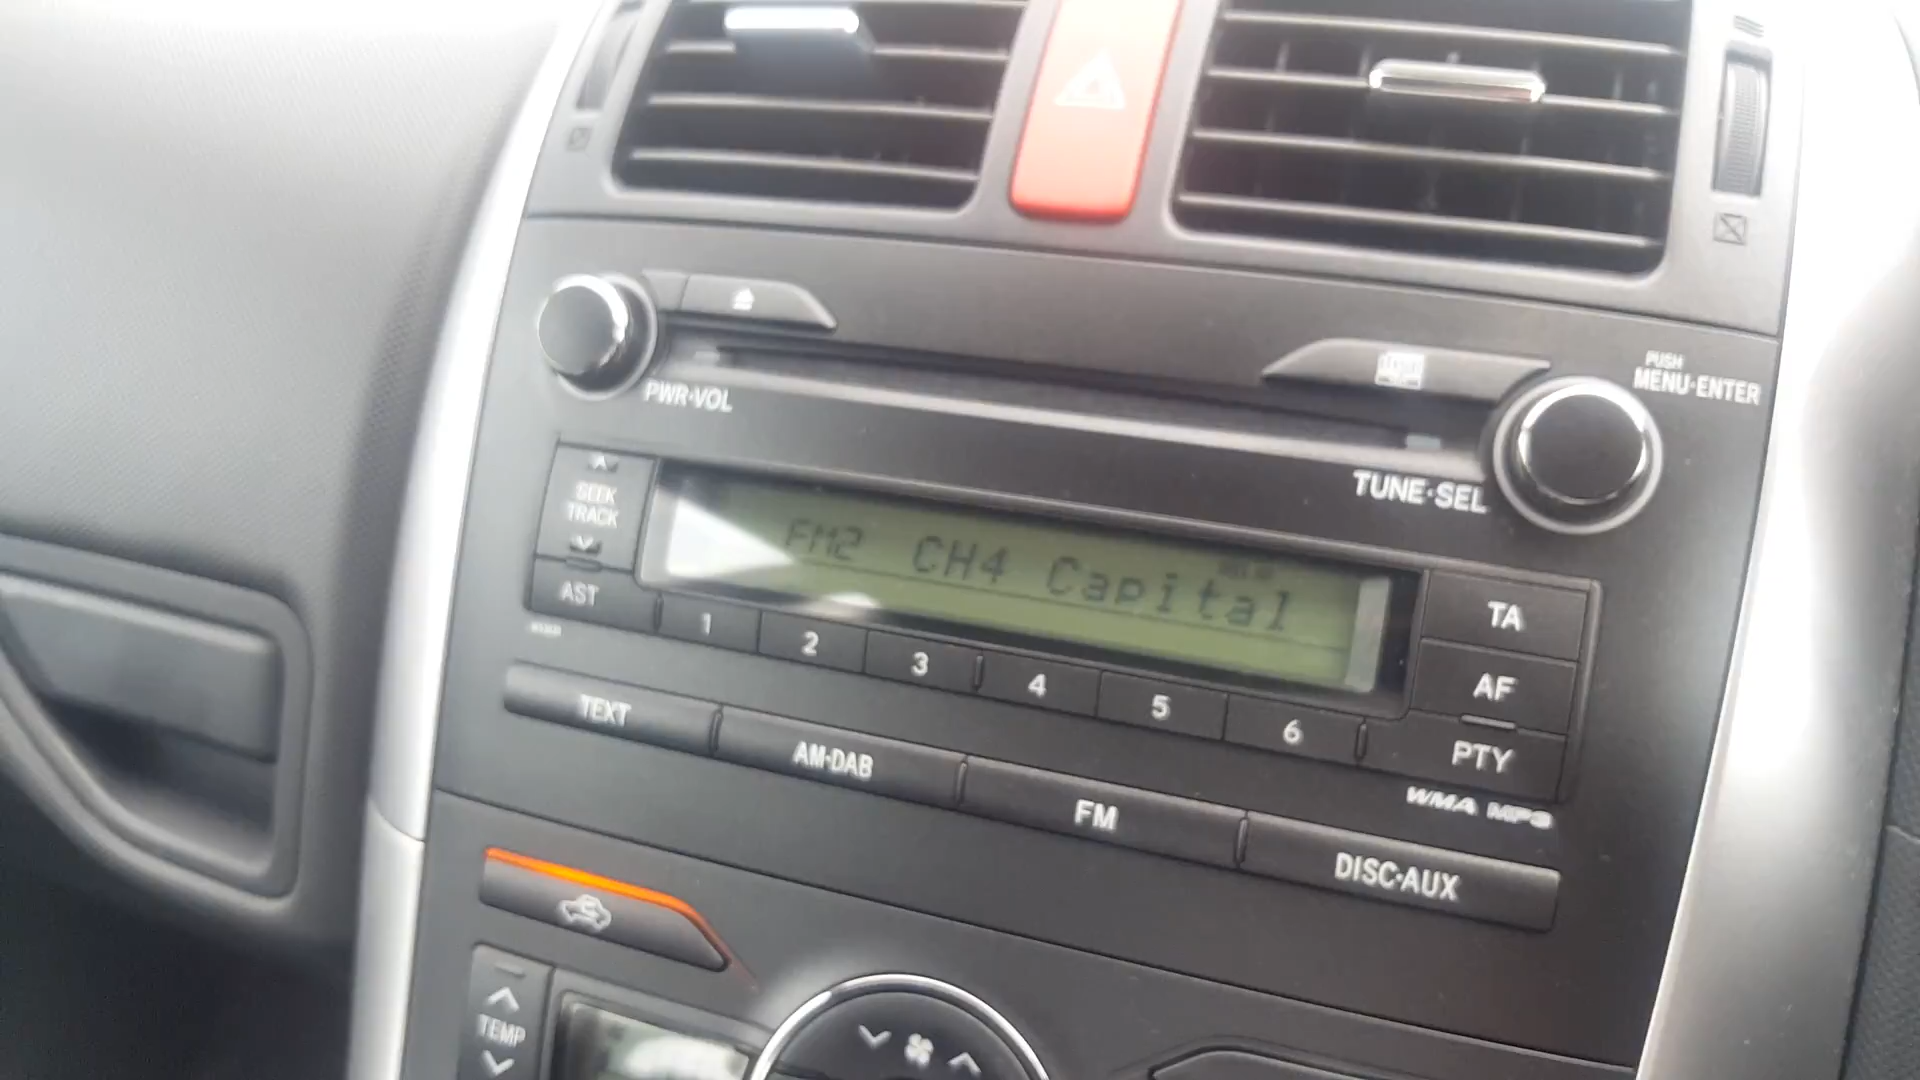 PUSH
MENU·ENTER
PWR·VOL
TUNE·SEL
SEEK
TRACK
AST
FM2 CH4 Capital
TA
AF
PTY
1 2 3 4 5 6
WMA MP3
TEXT
AM·DAB
FM
DISC·AUX
TEMP